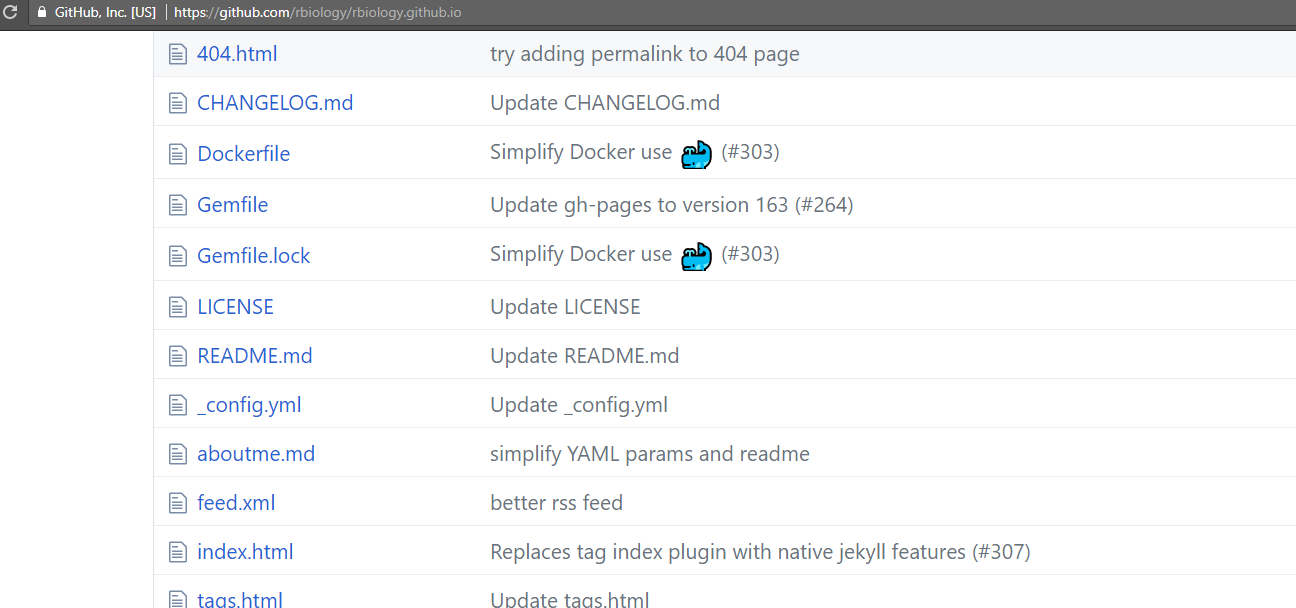 GitHub, Inc. [US] https://github.com/rbiology/rbiology.github.io
404.html try adding permalink to 404 page
CHANGELOG.md Update CHANGELOG.md
Dockerfile Simplify Docker use (#303)
Gemfile Update gh-pages to version 163 (#264)
Gemfile.lock Simplify Docker use (#303)
LICENSE Update LICENSE
README.md Update README.md
_config.yml Update _config.yml
aboutme.md simplify YAML params and readme
feed.xml better rss feed
index.html Replaces tag index plugin with native jekyll features (#307)
tags.html Update tags.html